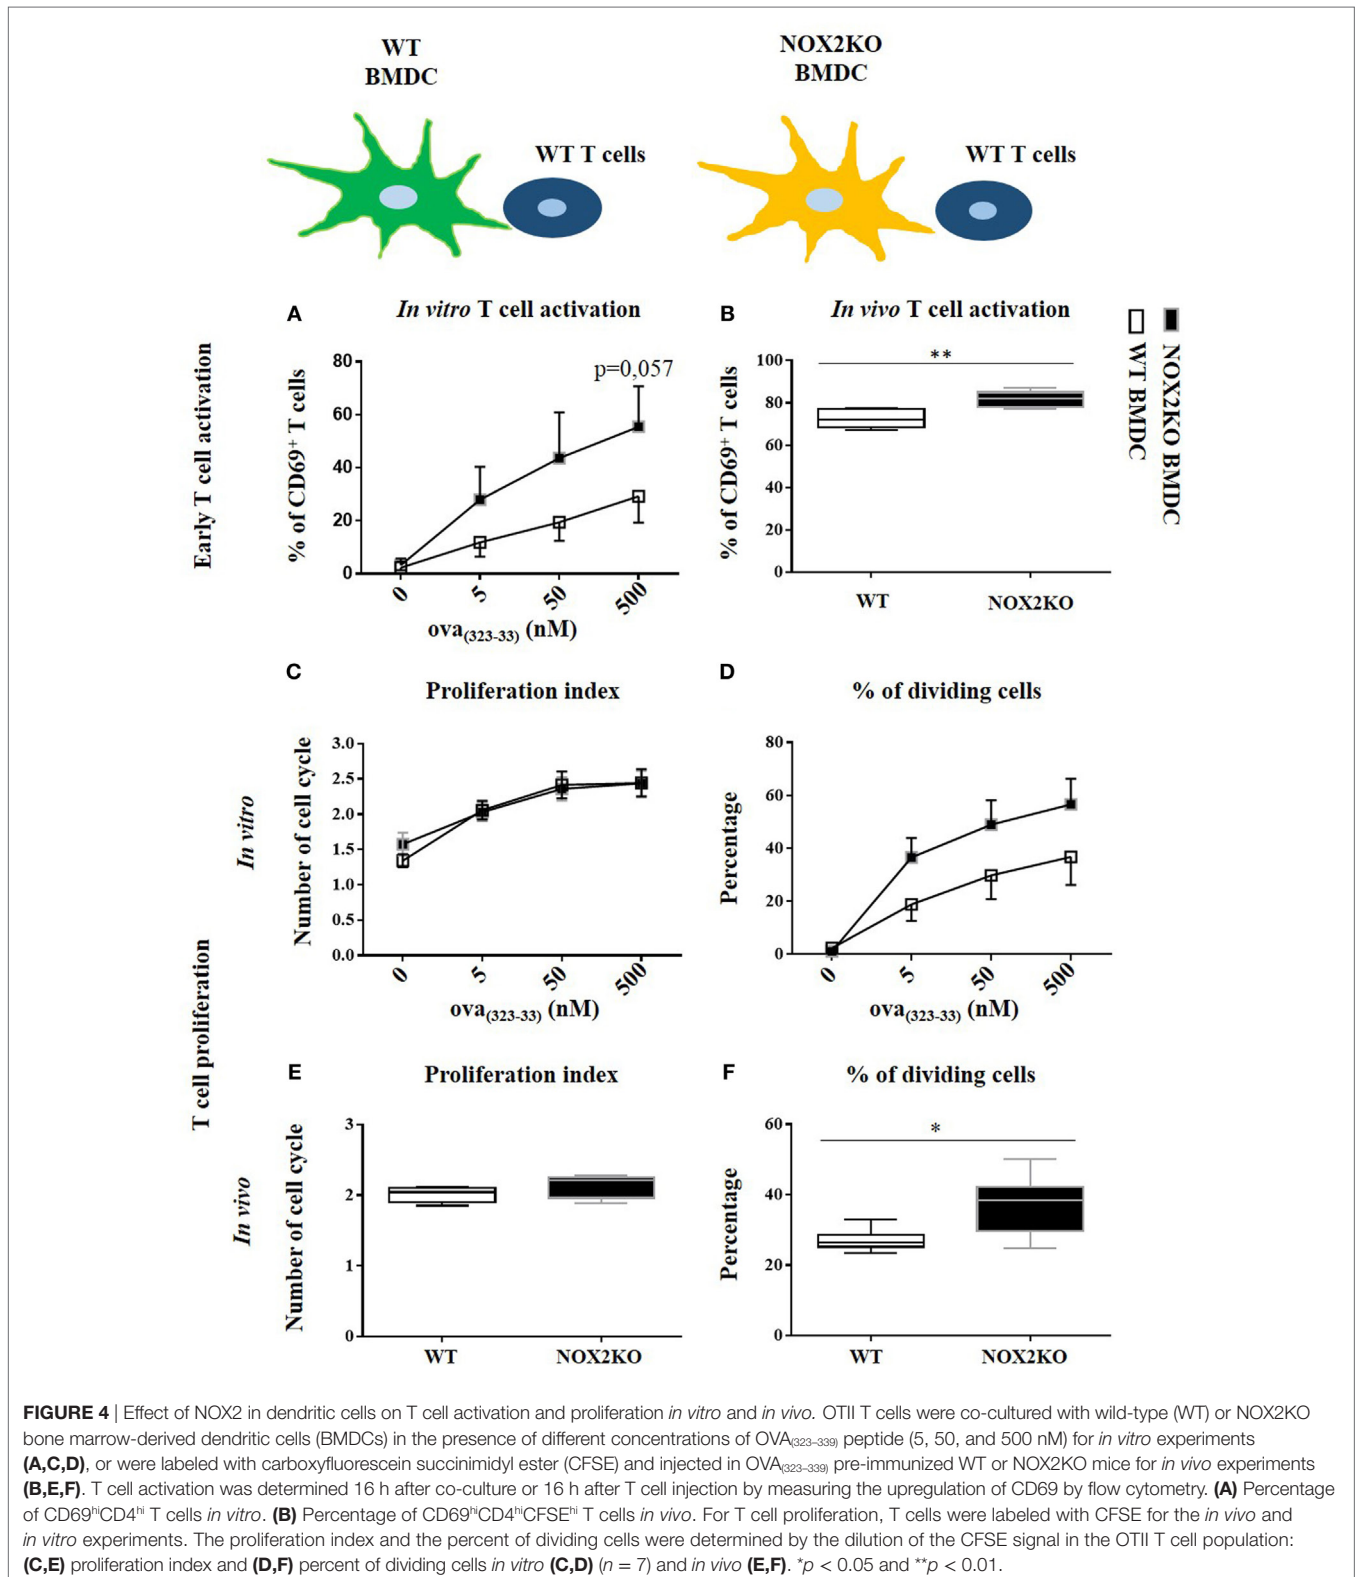 WT
BMDC
NOX2KO
BMDC
WT T cells
WT T cells
Early T cell activation
A
In vitro T cell activation
% of CD69+ T cells
80
60
40
20
0
p=0,057
0
5
50
500
ova(323-33) (nM)
B
In vivo T cell activation
% of CD69+ T cells
100
80
60
40
20
0
**
WT
NOX2KO
WT BMDC
NOX2KO BMDC
T cell proliferation
In vitro
C
Proliferation index
Number of cell cycle
3.0
2.5
2.0
1.5
1.0
0.5
0.0
0
5
50
500
ova(323-33) (nM)
D
% of dividing cells
Percentage
80
60
40
20
0
0
5
50
500
ova(323-33) (nM)
In vivo
E
Proliferation index
Number of cell cycle
3
2
1
0
WT
NOX2KO
F
% of dividing cells
Percentage
60
40
20
0
*
WT
NOX2KO
FIGURE 4 | Effect of NOX2 in dendritic cells on T cell activation and proliferation in vitro and in vivo. OTII T cells were co-cultured with wild-type (WT) or NOX2KO
bone marrow-derived dendritic cells (BMDCs) in the presence of different concentrations of OVA(323–339) peptide (5, 50, and 500 nM) for in vitro experiments
(A,C,D), or were labeled with carboxyfluorescein succinimidyl ester (CFSE) and injected in OVA(323–339) pre-immunized WT or NOX2KO mice for in vivo experiments
(B,E,F). T cell activation was determined 16 h after co-culture or 16 h after T cell injection by measuring the upregulation of CD69 by flow cytometry. (A) Percentage
of CD69hiCD4hi T cells in vitro. (B) Percentage of CD69hiCD4hiCFSEhi T cells in vivo. For T cell proliferation, T cells were labeled with CFSE for the in vivo and
in vitro experiments. The proliferation index and the percent of dividing cells were determined by the dilution of the CFSE signal in the OTII T cell population:
(C,E) proliferation index and (D,F) percent of dividing cells in vitro (C,D) (n = 7) and in vivo (E,F). *p < 0.05 and **p < 0.01.